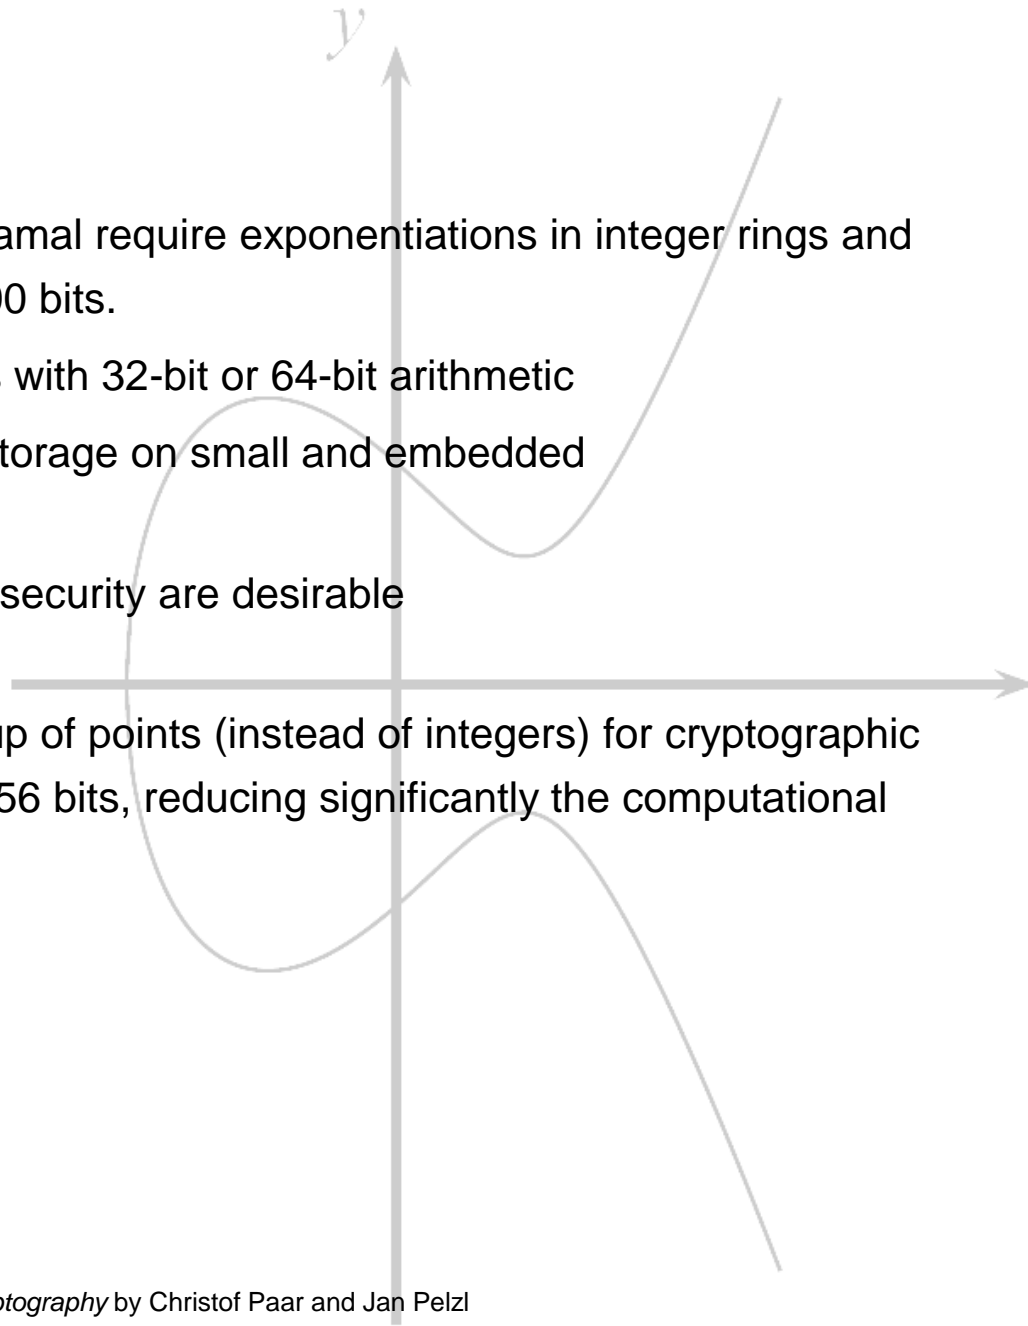 y
amal require exponentiations in integer rings and
00 bits.
with 32-bit or 64-bit arithmetic
torage on small and embedded
security are desirable
up of points (instead of integers) for cryptographic
56 bits, reducing significantly the computational
ptography by Christof Paar and Jan Pelzl